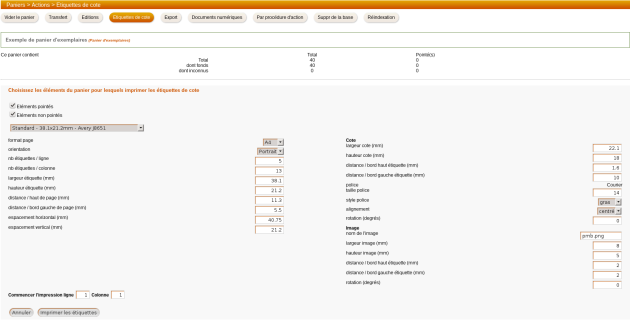 Paniers > Actions > Etiquettes de cote
Vider le panier Transfert Editions Etiquettes de cote Export Documents numériques Par procédure d'action Suppr de la base Réindexation
Exemple de panier d'exemplaires (Panier d'exemplaires)
Ce panier contient Total Pointé(s)
Total 40 0
dont fonds 40 0
dont inconnus 0 0
Choisissez les éléments du panier pour lesquels imprimer les étiquettes de cote
Eléments pointés
Eléments non pointés
Standard - 38.1x21.2mm - Avery J8651
format page A4
orientation Portrait
nb étiquettes / ligne 5
nb étiquettes / colonne 13
largeur étiquette (mm) 38.1
hauteur étiquette (mm) 21.2
distance / haut de page (mm) 11.3
distance / bord gauche de page (mm) 5.5
espacement horizontal (mm) 40.75
espacement vertical (mm) 21.2
Cote
largeur cote (mm) 22.1
hauteur cote (mm) 18
distance / bord haut étiquette (mm) 1.6
distance / bord gauche étiquette (mm) 10
police Courier
taille police 14
style police gras
alignement centré
rotation (degrés) 0
Image
nom de l'image pmb.png
largeur image (mm) 8
hauteur image (mm) 5
distance / bord haut étiquette (mm) 2
distance / bord gauche étiquette (mm) 2
rotation (degrés) 0
Commencer l'impression ligne 1 Colonne 1
Annuler Imprimer les étiquettes